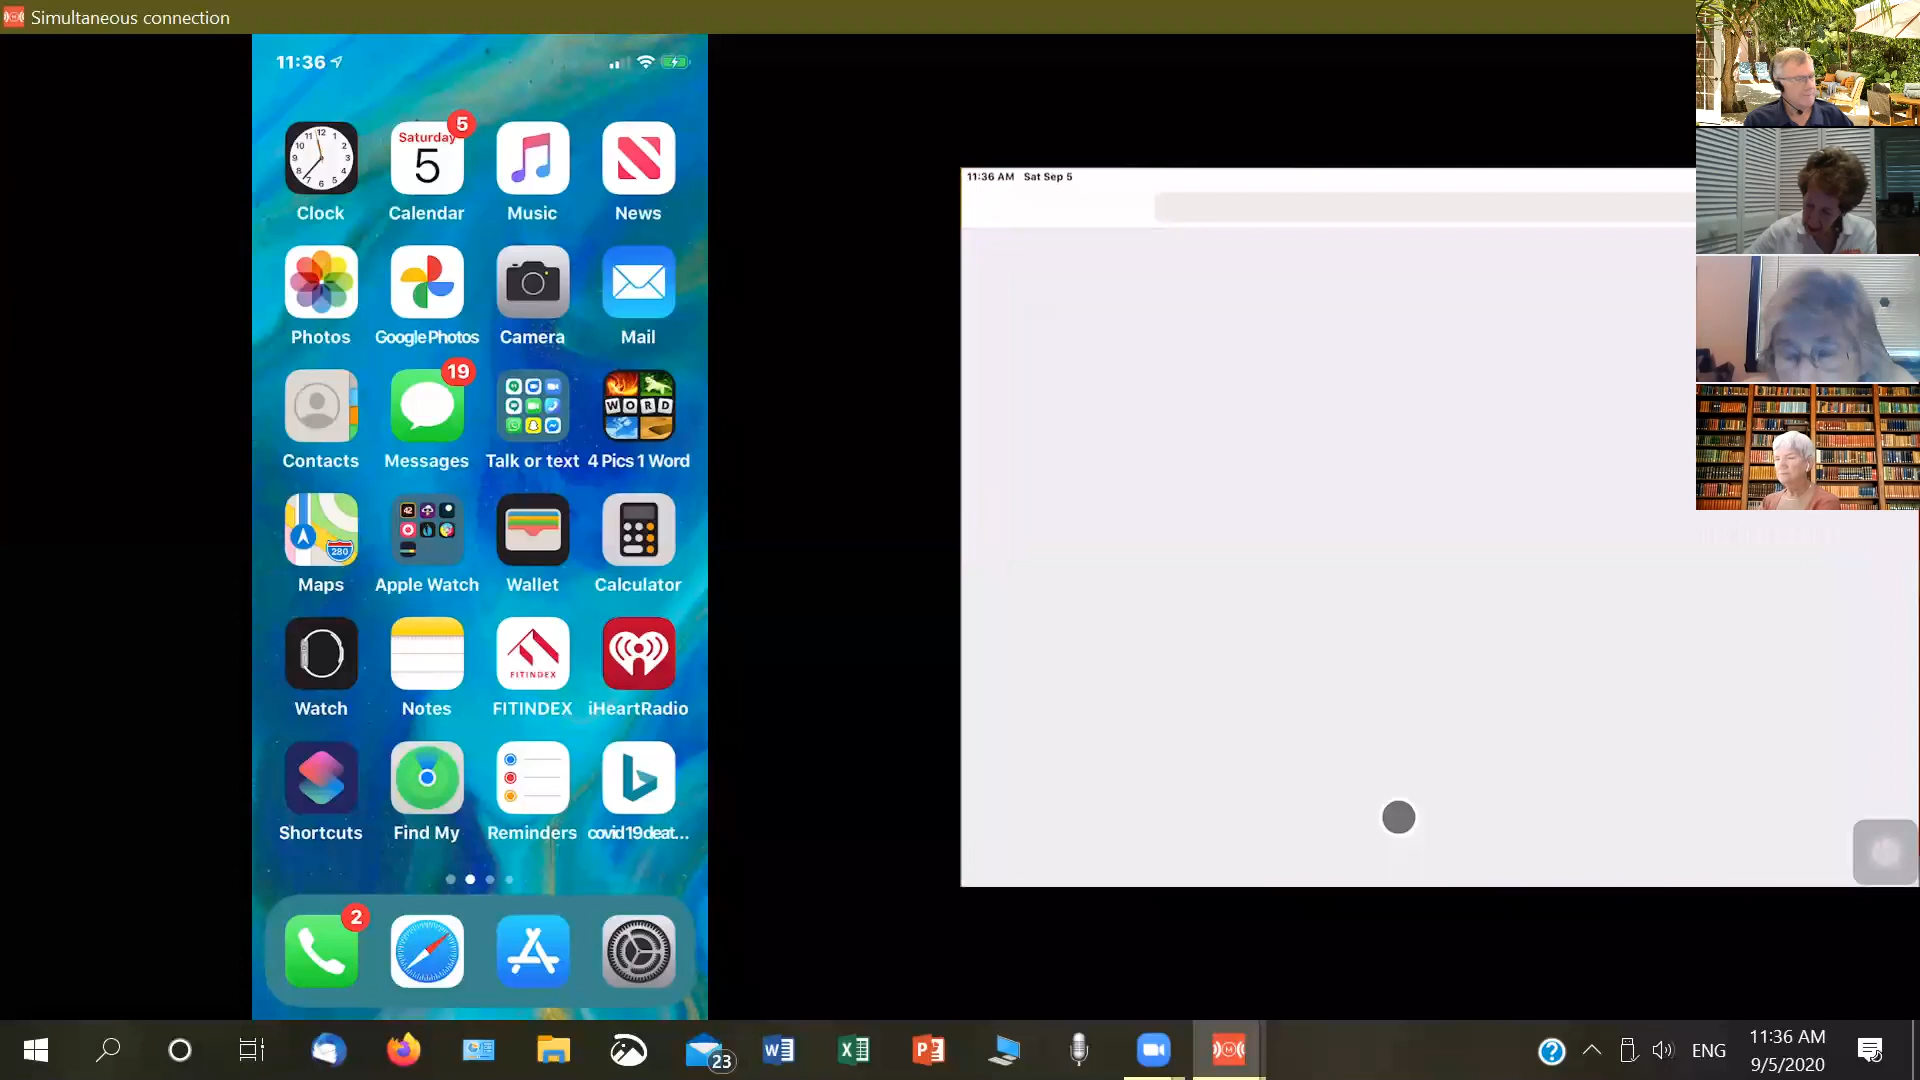 Simultaneous connection
11:36
11:36 AM Sat Sep 5
5
Saturday
5
Clock Calendar Music News
Photos Google Photos Camera Mail
19
WORD
Contacts Messages Talk or text 4 Pics 1 Word
280
42
Maps Apple Watch Wallet Calculator
FITINDEX
Watch Notes FITINDEX iHeartRadio
Shortcuts Find My Reminders covid19deat...
2
23
ENG
11:36 AM
9/5/2020